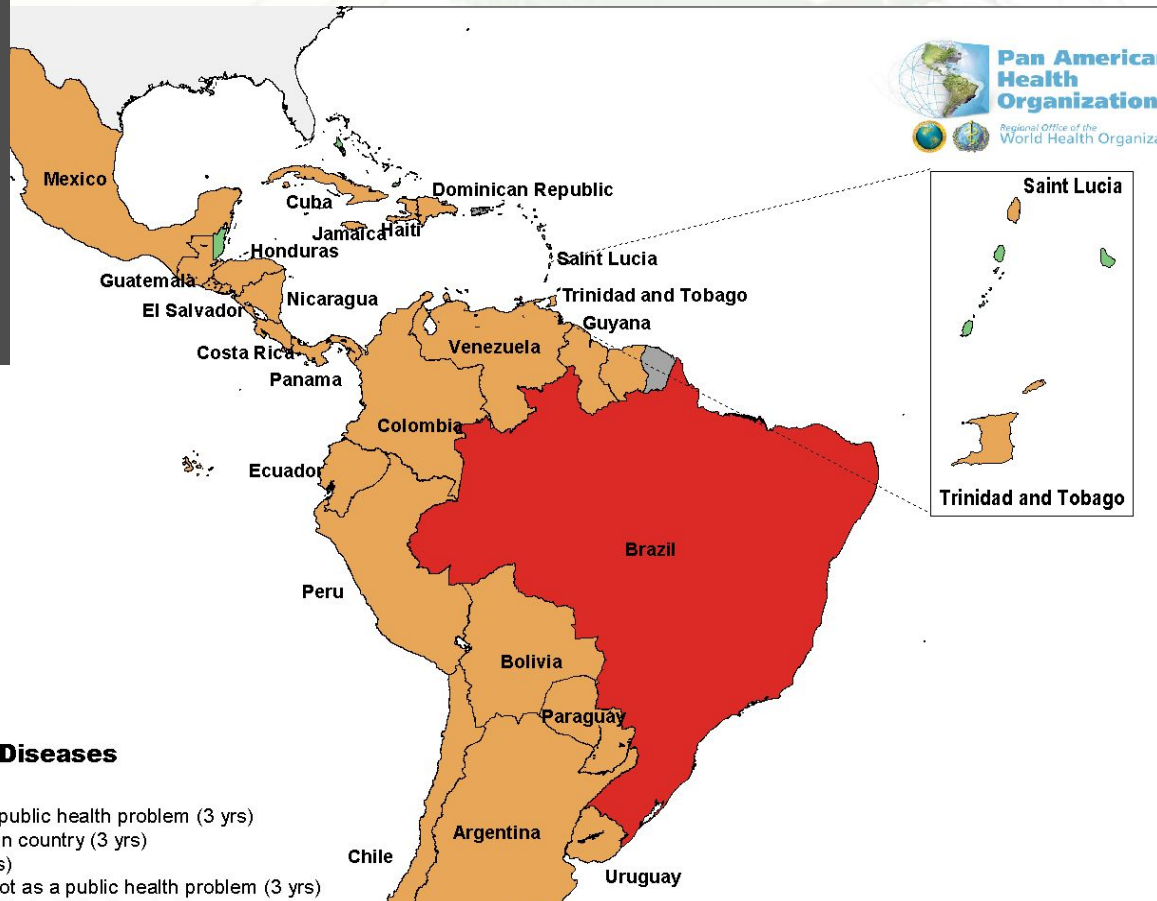 Pan America
Health
Organization
Regional Office of the
World Health Organiza
Saint Lucia
Mexico
Cuba
Dominican Republic
Jamaica
Haiti
Honduras
Saint Lucia
Guatemala
Nicaragua
Trinidad and Tobago
El Salvador
Guyana
Costa Rica
Venezuela
Panama
Colombia
Ecuador
Trinidad and Tobago
Brazil
Peru
Bolivia
Paraguay
Diseases
public health problem (3 yrs)
n country (3 yrs)
s)
ot as a public health problem (3 yrs)
Argentina
Chile
Uruguay